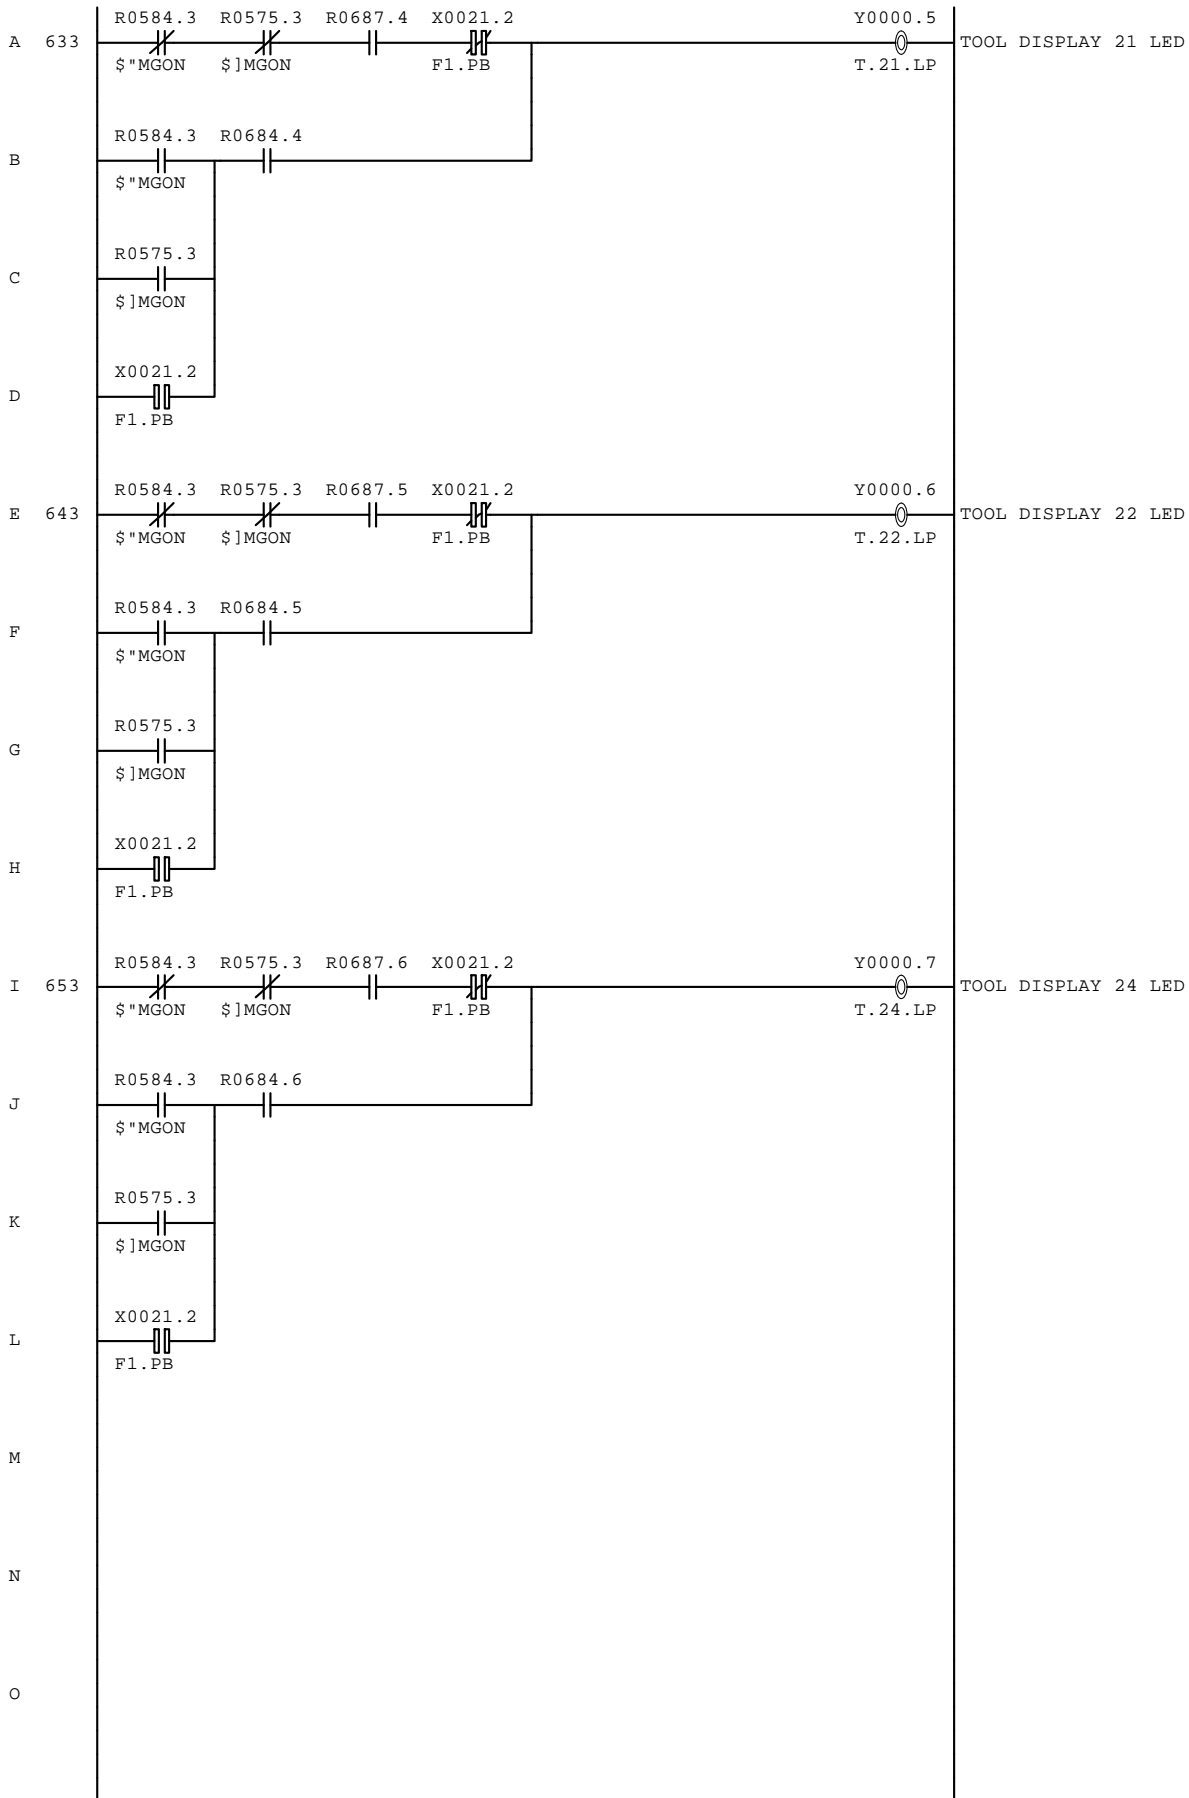 R0584.3 R0575.3 R0687.4 X0021.2 Y0000.5
A 633 TOOL DISPLAY 21 LED
$"MGON $]MGON F1.PB T.21.LP
R0584.3 R0684.4
B
$"MGON
R0575.3
C
$]MGON
X0021.2
D
F1.PB
R0584.3 R0575.3 R0687.5 X0021.2 Y0000.6
E 643 TOOL DISPLAY 22 LED
$"MGON $]MGON F1.PB T.22.LP
R0584.3 R0684.5
F
$"MGON
R0575.3
G
$]MGON
X0021.2
H
F1.PB
R0584.3 R0575.3 R0687.6 X0021.2 Y0000.7
I 653 TOOL DISPLAY 24 LED
$"MGON $]MGON F1.PB T.24.LP
R0584.3 R0684.6
J
$"MGON
R0575.3
K
$]MGON
X0021.2
L
F1.PB
M
N
O